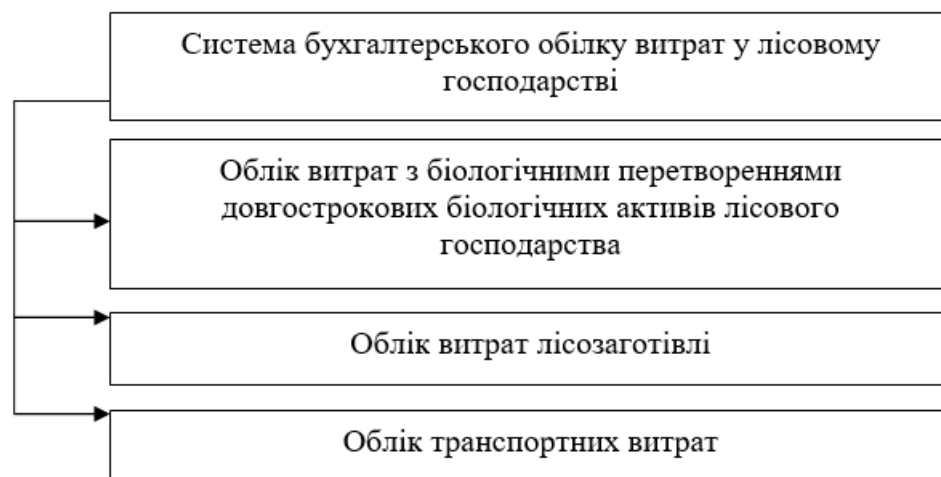 Система бухгалтерського обілку витрат у лісовому
господарстві
Облік витрат з біологічними перетвореннями
довгострокових біологічних активів лісового
господарства
Облік витрат лісозаготівлі
Облік транспортних витрат